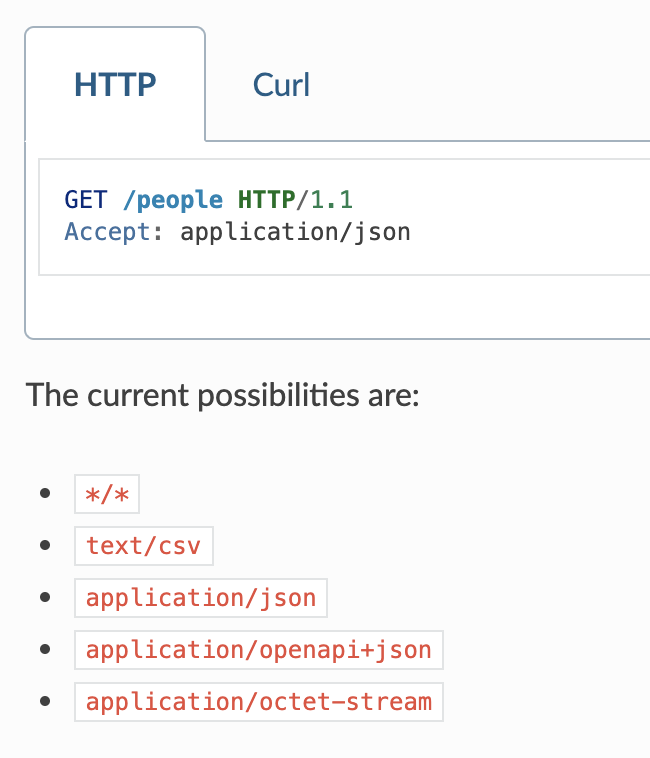 HTTP Curl
GET /people HTTP/1.1
Accept: application/json
The current possibilities are:
*/*
text/csv
application/json
application/openapi+json
application/octet-stream